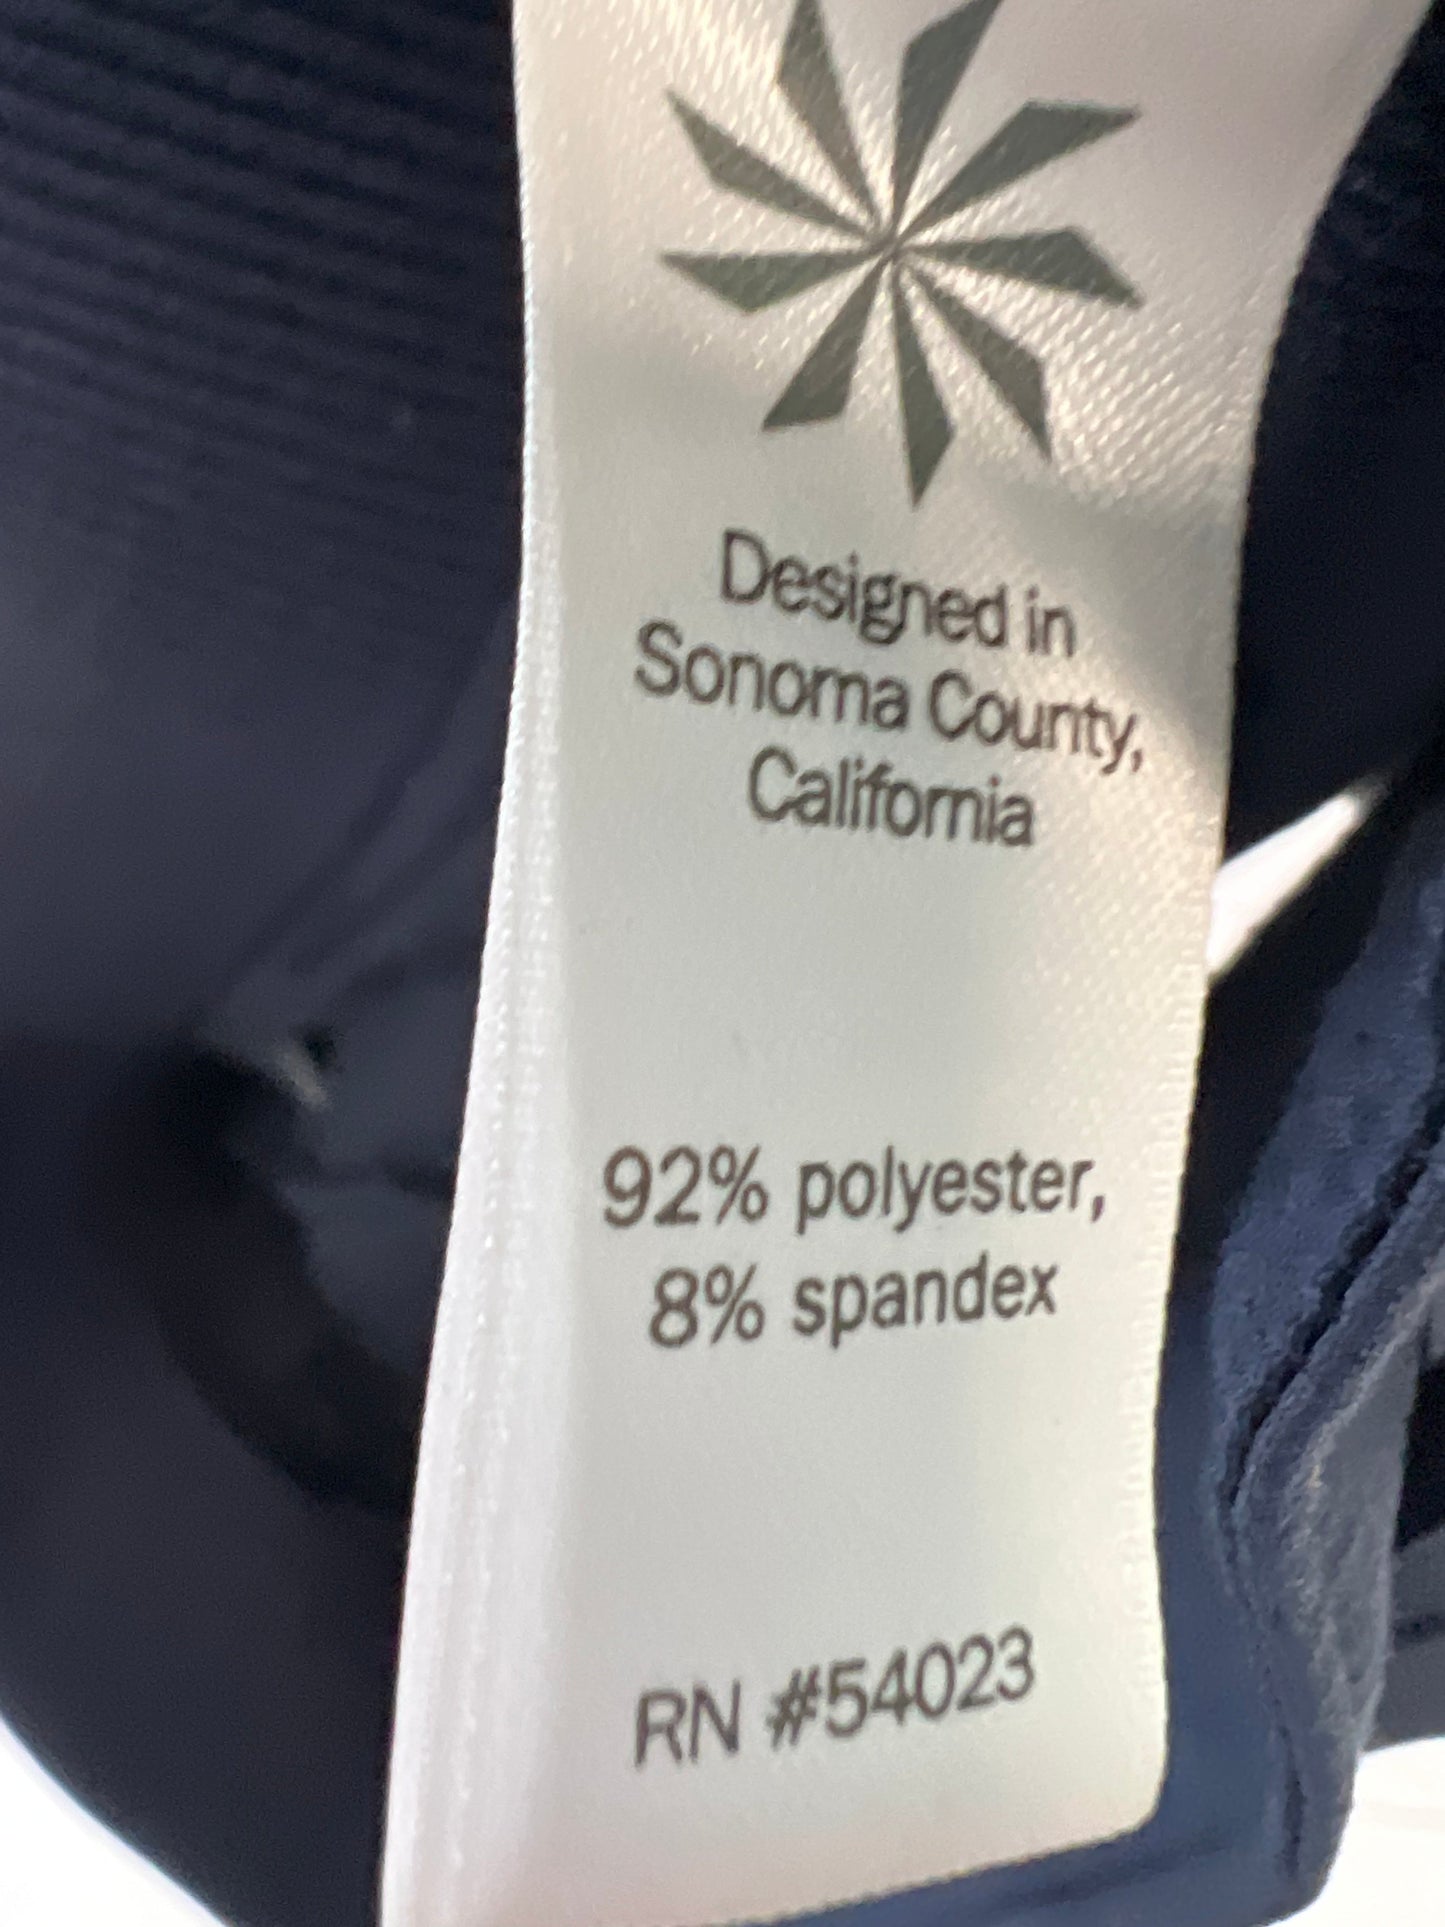 Designed in
Sonoma County,
California
92% polyester,
8% spandex
RN #54023